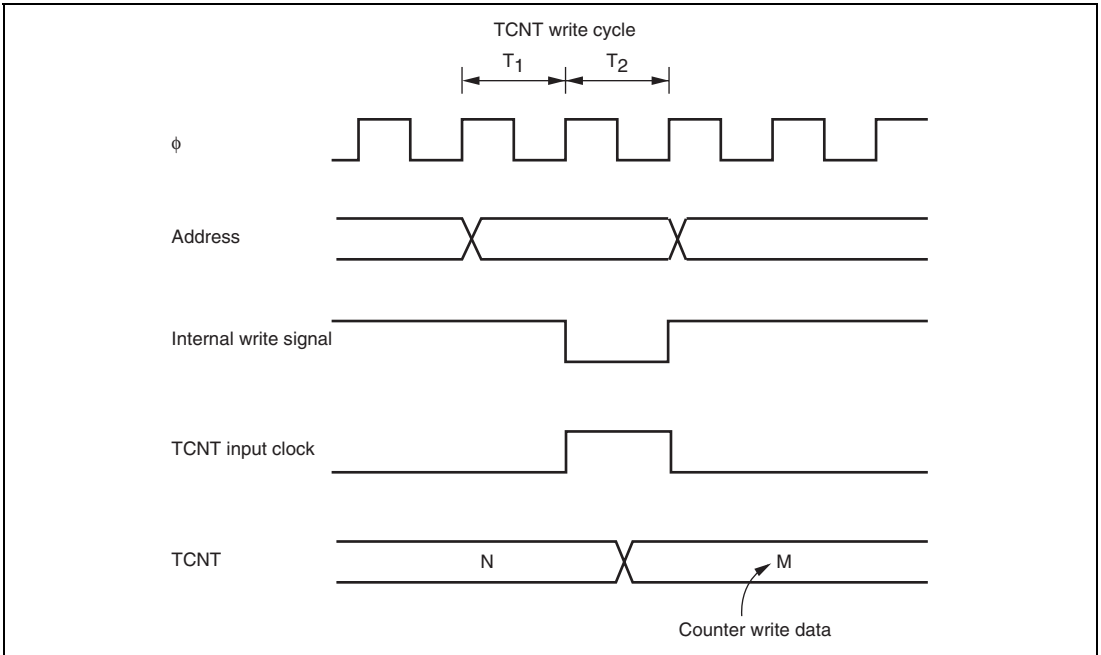 TCNT write cycle
T1 T2
ϕ
Address
Internal write signal
TCNT input clock
TCNT
N
M
Counter write data